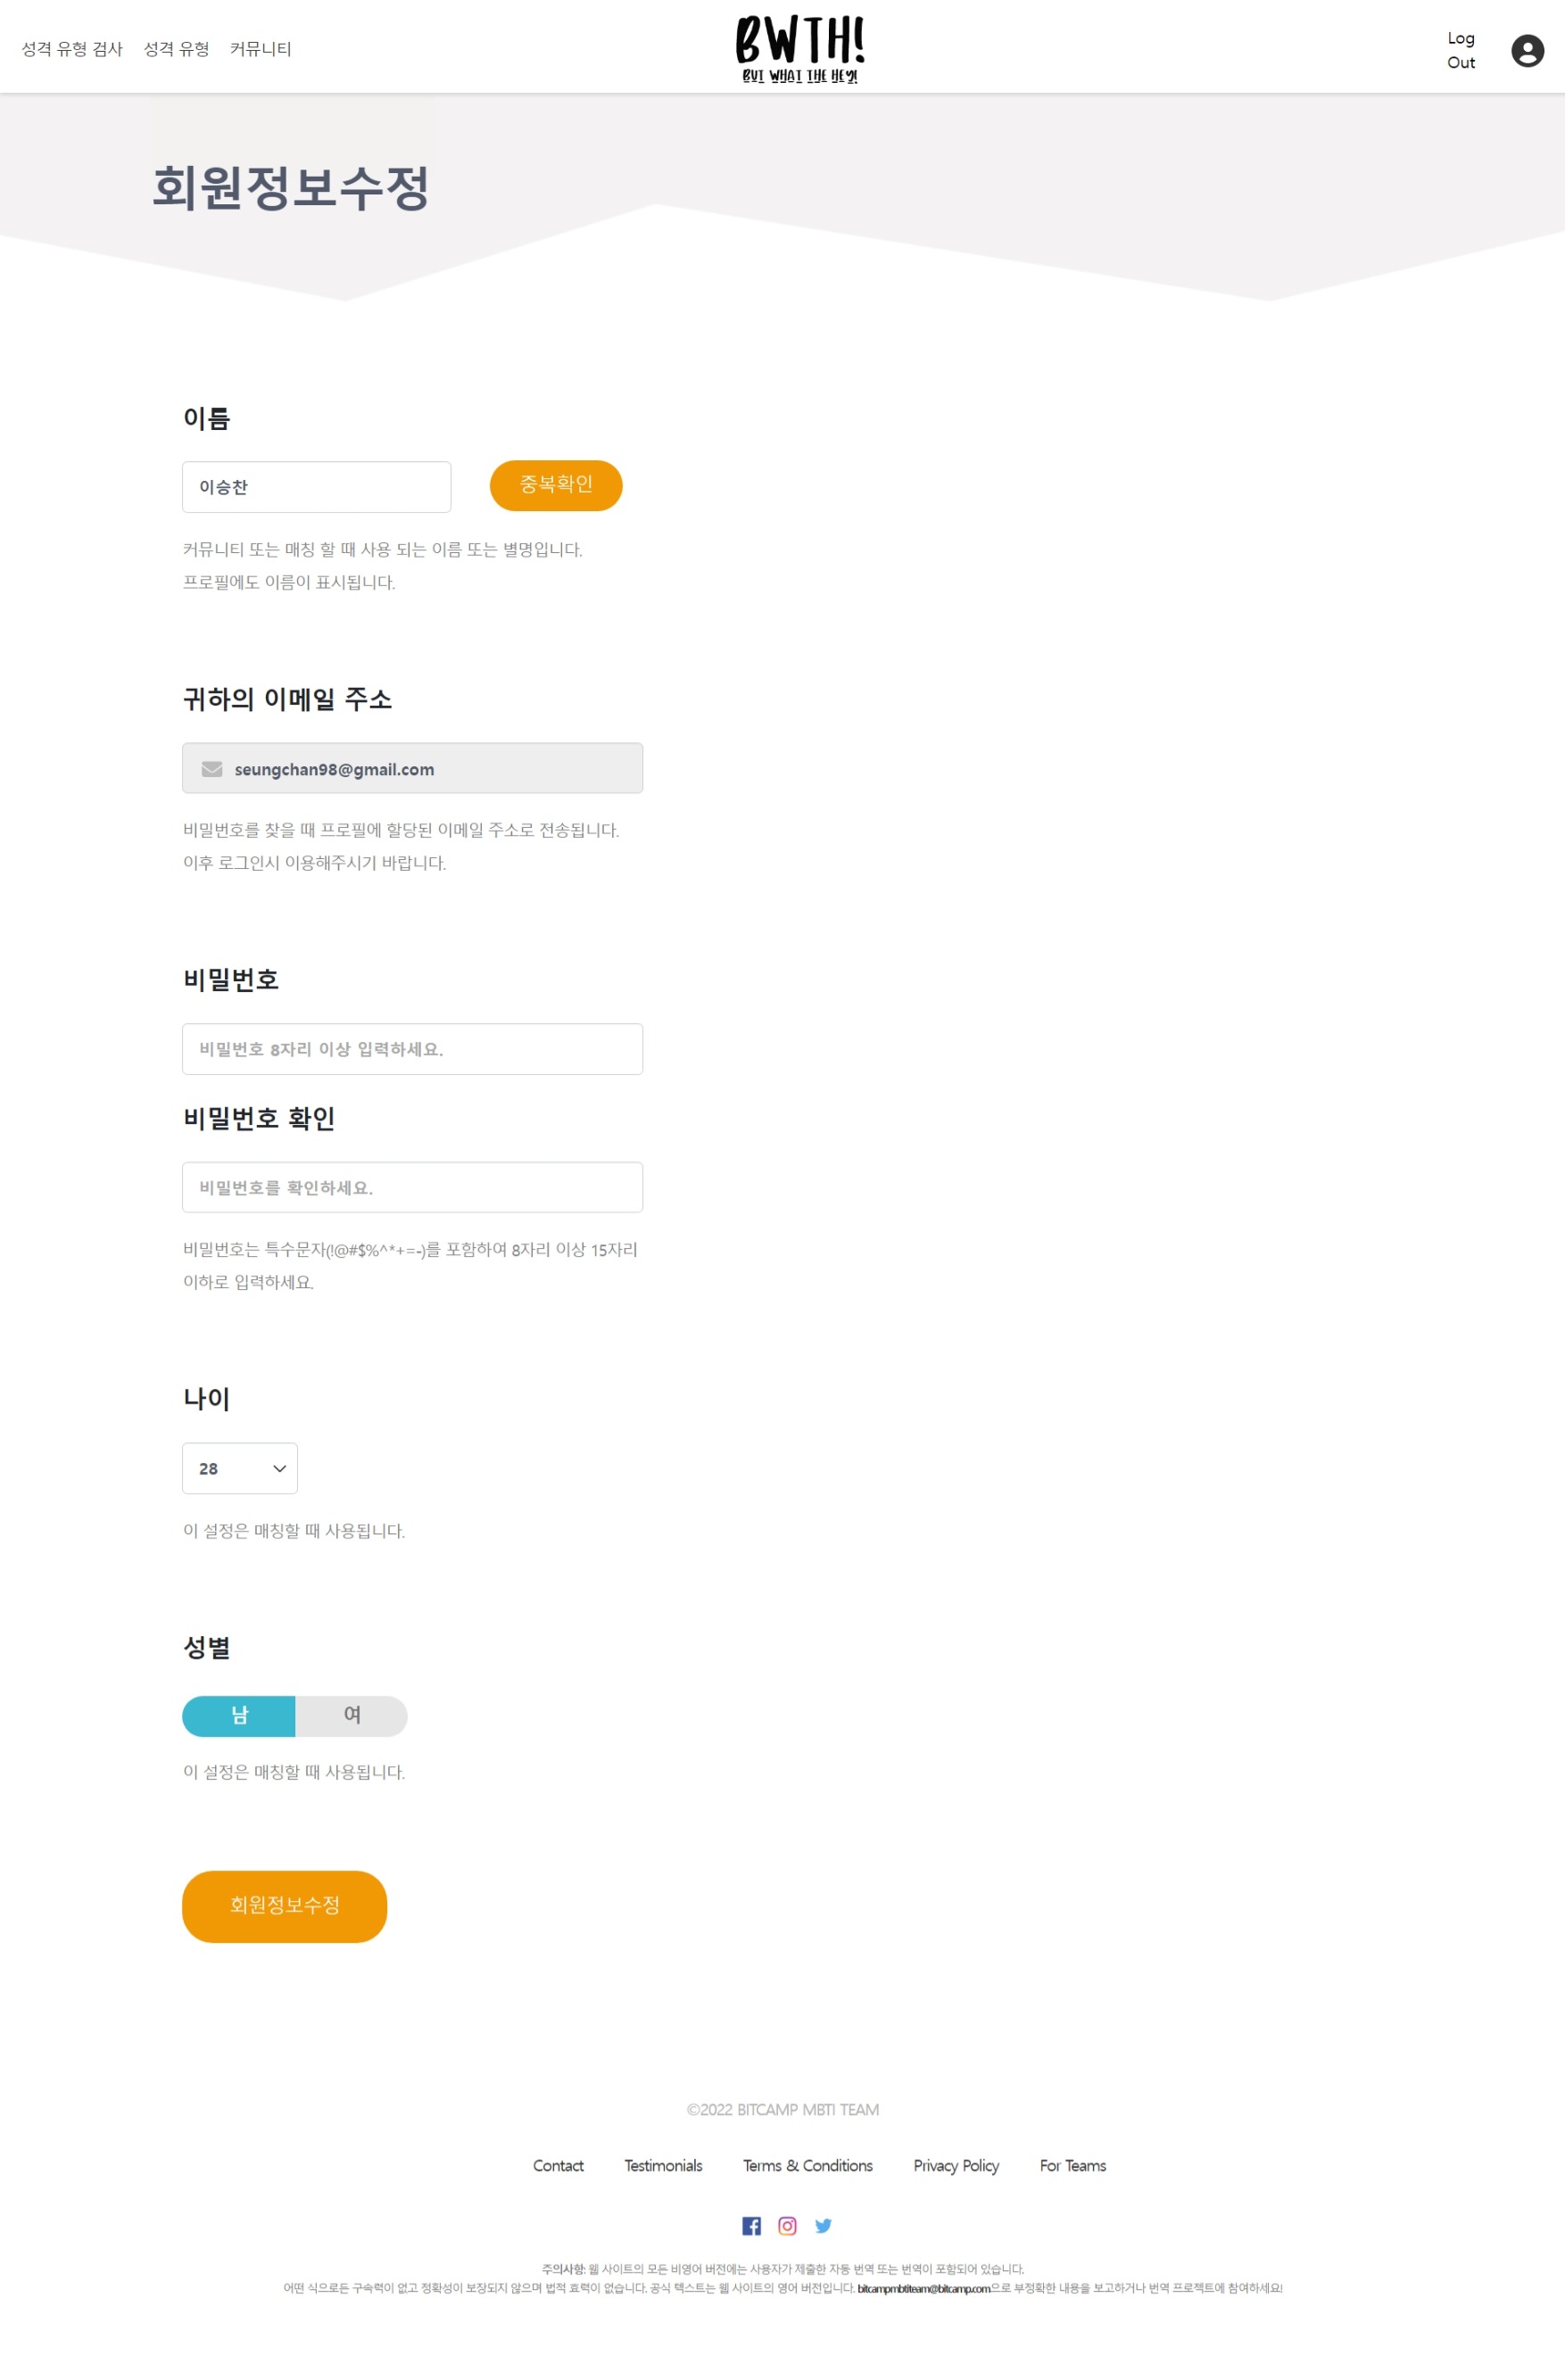 성격 유형 검사 성격 유형 커뮤니티
BWTH!
BUT WHAT THE HEY!
Log
Out
회원정보수정
이름
이승찬
중복확인
커뮤니티 또는 매칭 할 때 사용 되는 이름 또는 별명입니다.
프로필에도 이름이 표시됩니다.
귀하의 이메일 주소
seungchan98@gmail.com
비밀번호를 찾을 때 프로필에 할당된 이메일 주소로 전송됩니다.
이후 로그인시 이용해주시기 바랍니다.
비밀번호
비밀번호 8자리 이상 입력하세요.
비밀번호 확인
비밀번호를 확인하세요.
비밀번호는 특수문자(!@#$%^*+=-)를 포함하여 8자리 이상 15자리
이하로 입력하세요.
나이
28
이 설정은 매칭할 때 사용됩니다.
성별
남 여
이 설정은 매칭할 때 사용됩니다.
회원정보수정
©2022 BITCAMP MBTI TEAM
Contact Testimonials Terms & Conditions Privacy Policy For Teams
주의사항: 웹 사이트의 모든 비영어 버전에는 사용자가 제출한 자동 번역 또는 번역이 포함되어 있습니다.
어떤 식으로든 구속력이 없고 정확성이 보장되지 않으며 법적 효력이 없습니다. 공식 텍스트는 웹 사이트의 영어 버전입니다. bitcampmbtiteam@bitcamp.com으로 부정확한 내용을 보고하거나 번역 프로젝트에 참여하세요!